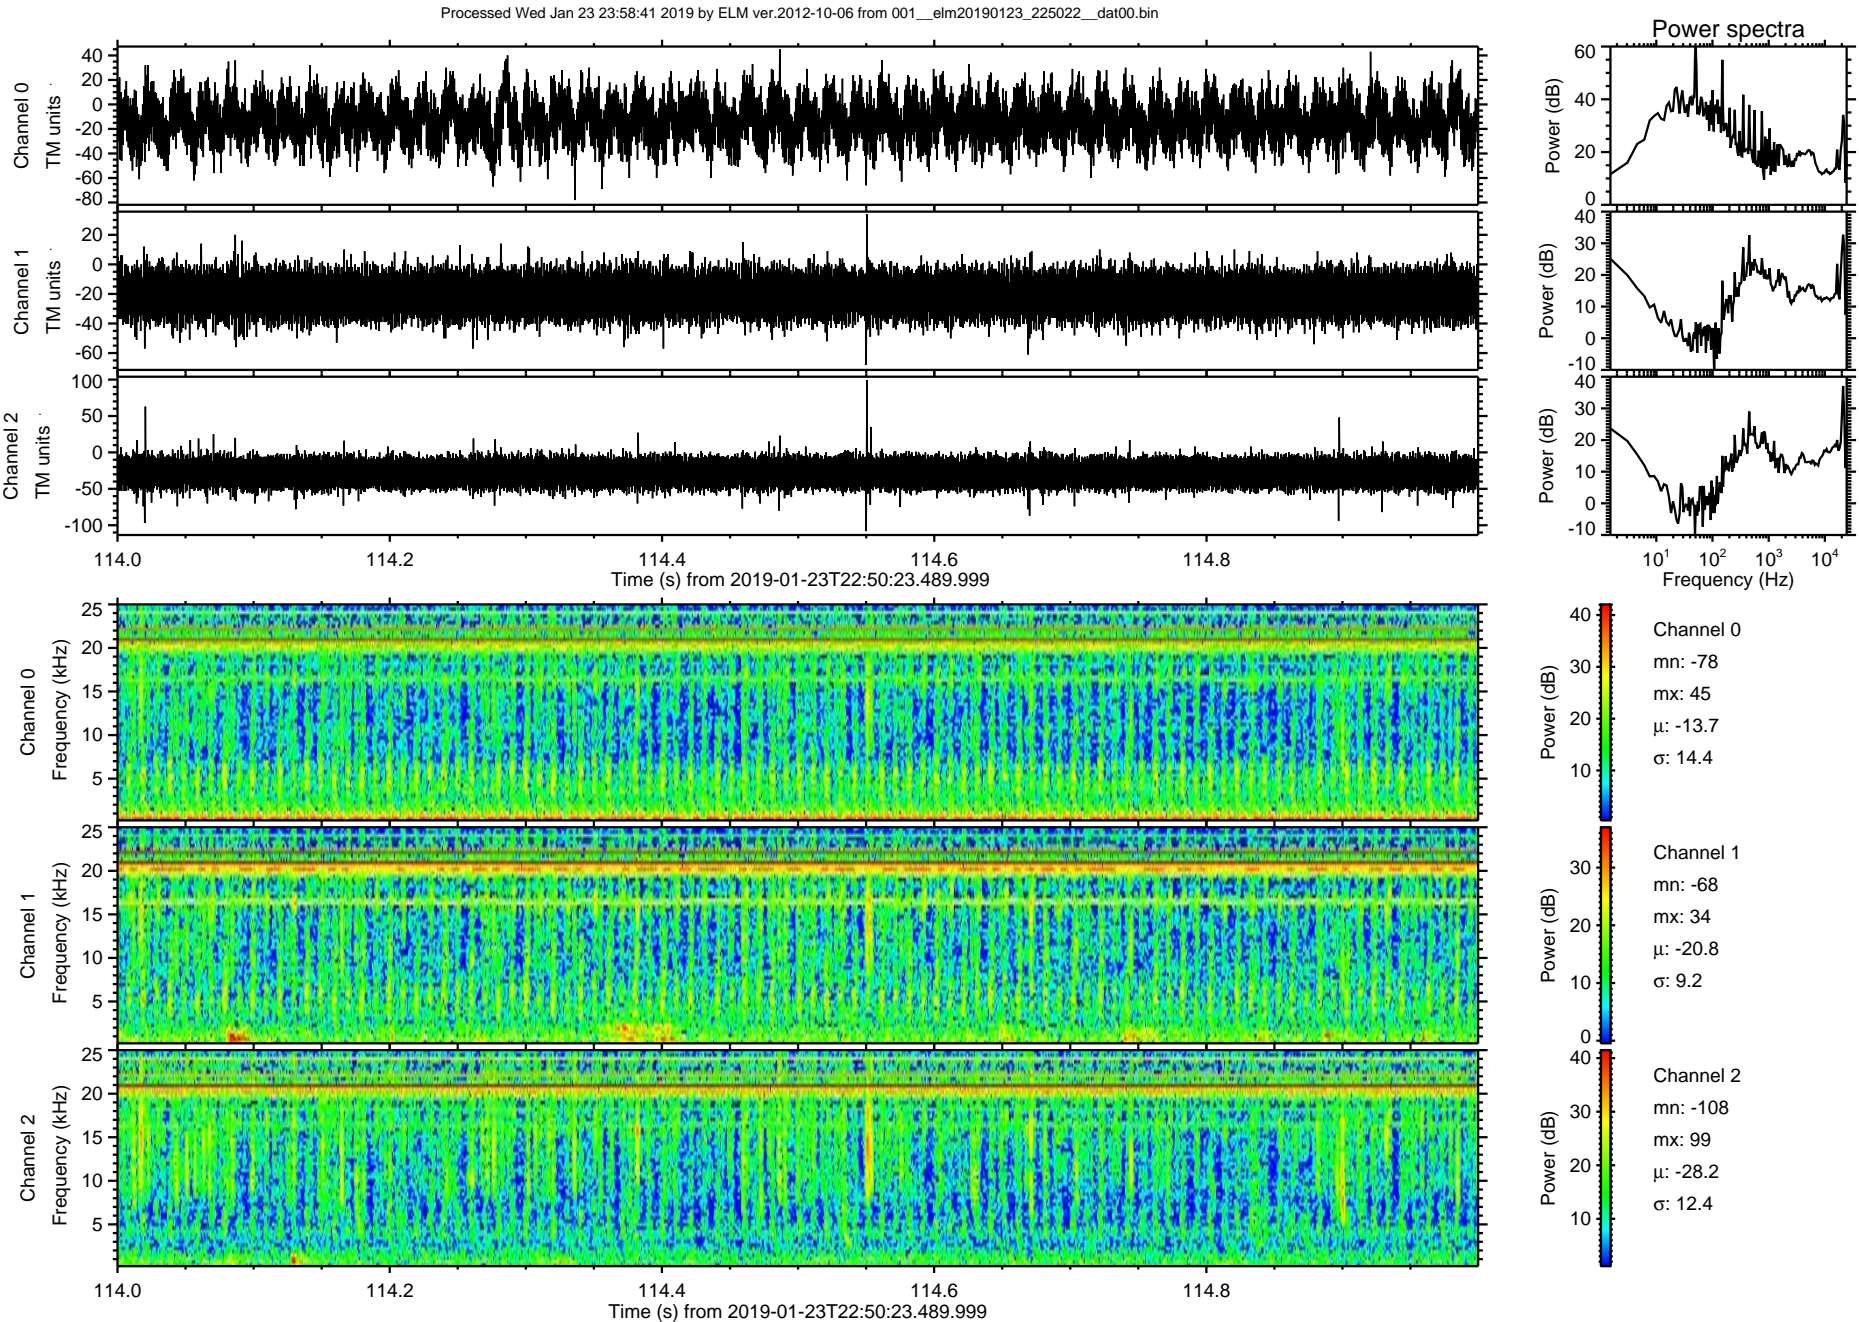 Processed Wed Jan 23 23:58:41 2019 by ELM ver.2012-10-06 from 001__elm20190123_225022__dat00.bin
Power spectra
Channel 0
TM units
40
20
0
-20
-40
-60
-80
Power (dB)
60
40
20
0
Channel 1
TM units
20
0
-20
-40
-60
Power (dB)
40
30
20
10
0
-10
Channel 2
TM units
100
50
0
-50
-100
Power (dB)
40
30
20
10
0
-10
114.0 114.2 114.4 114.6 114.8
Time (s) from 2019-01-23T22:50:23.489.999
10¹ 10² 10³ 10⁴
Frequency (Hz)
Channel 0
Frequency (kHz)
25
20
15
10
5
Power (dB)
40
30
20
10
Channel 0
mn: -78
mx: 45
μ: -13.7
σ: 14.4
Channel 1
Frequency (kHz)
25
20
15
10
5
Power (dB)
30
20
10
0
Channel 1
mn: -68
mx: 34
μ: -20.8
σ: 9.2
Channel 2
Frequency (kHz)
25
20
15
10
5
Power (dB)
40
30
20
10
Channel 2
mn: -108
mx: 99
μ: -28.2
σ: 12.4
114.0 114.2 114.4 114.6 114.8
Time (s) from 2019-01-23T22:50:23.489.999